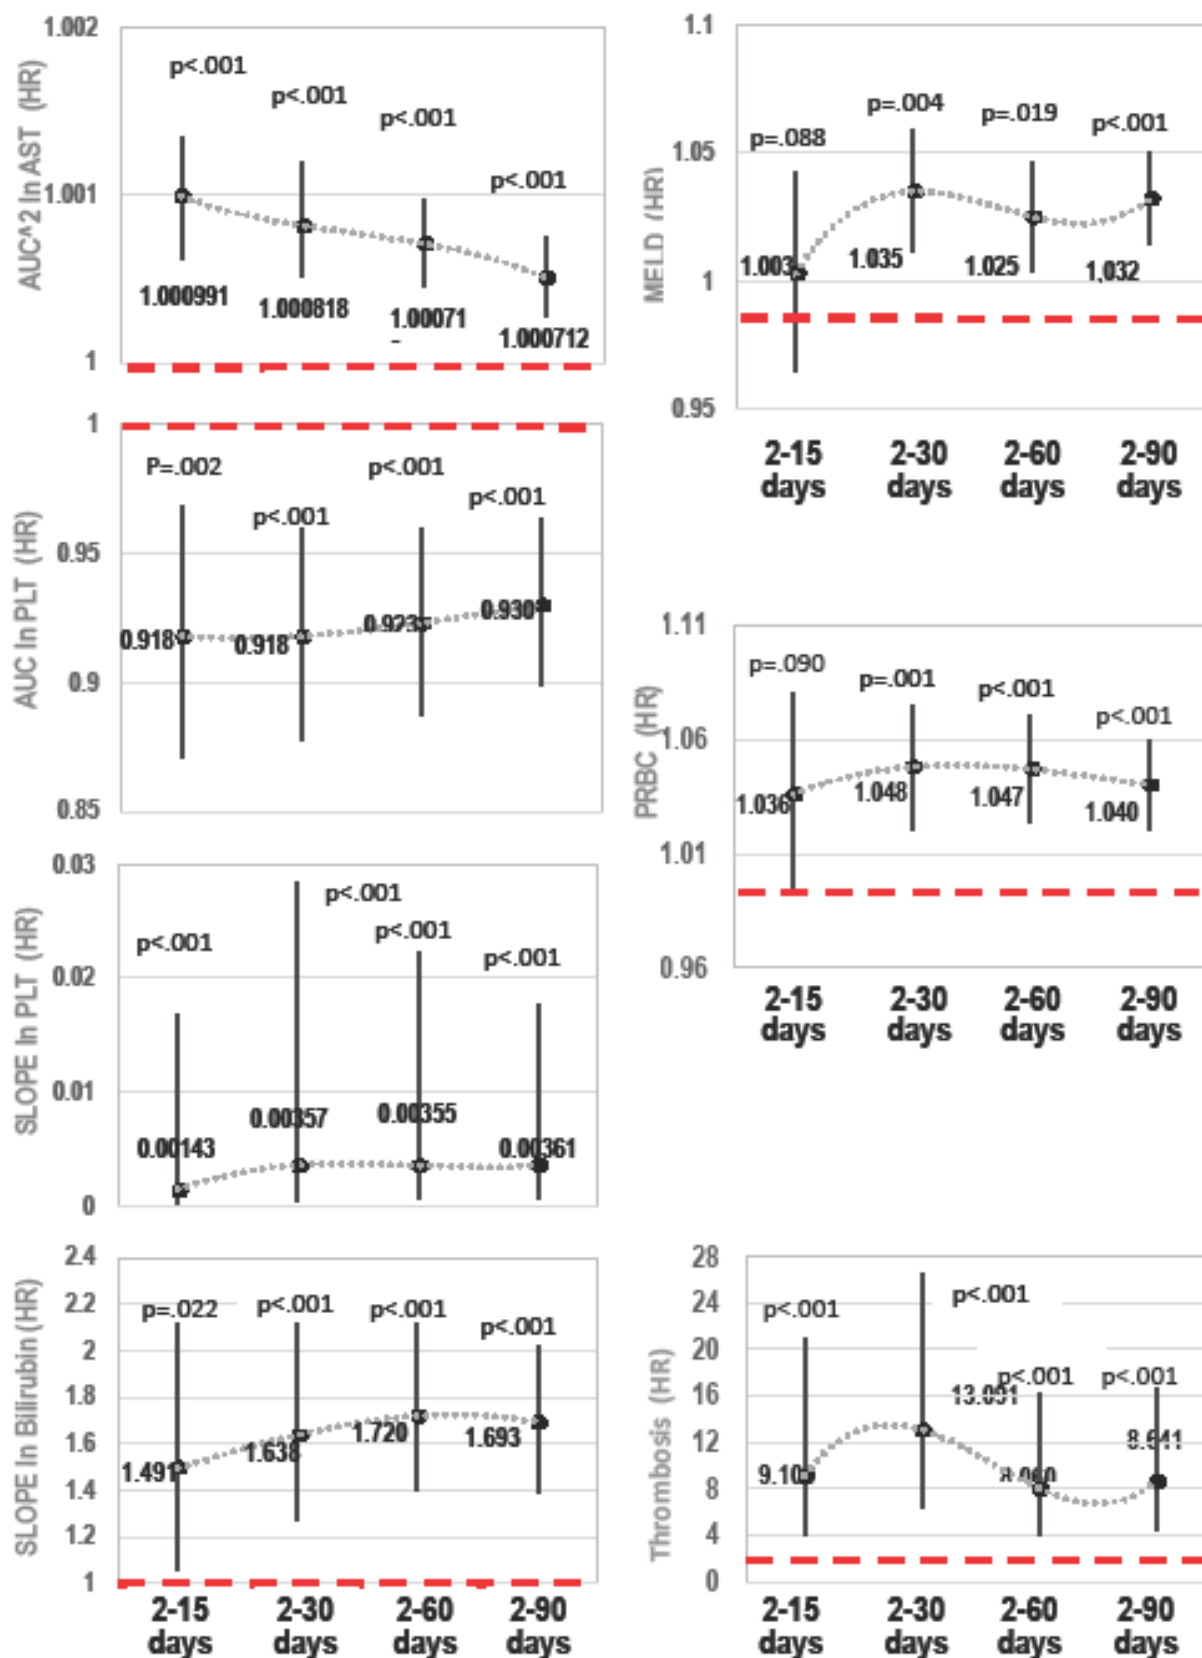 AUC^2 ln AST (HR)
1.002
1.001
1
p<.001
p<.001
p<.001
p<.001
1.000991
1.000818
1.00071
-
1.000712
AUC ln PLT (HR)
1
0.95
0.9
0.85
P=.002
p<.001
p<.001
p<.001
0.918
0.918
0.923
0.930
SLOPE ln PLT (HR)
0.03
0.02
0.01
0
p<.001
p<.001
p<.001
p<.001
0.00143
0.00357
0.00355
0.00361
SLOPE ln Bilirubin (HR)
2.4
2.2
2
1.8
1.6
1.4
1.2
1
p=.022
p<.001
p<.001
p<.001
1.491
1.638
1.720
1.693
2-15 2-30 2-60 2-90
days days days days
MELD (HR)
1.1
1.05
1
0.95
p=.088
p=.004
p=.019
p<.001
1.003
1.035
1.025
1,032
2-15 2-30 2-60 2-90
days days days days
PRBC (HR)
1.11
1.06
1.01
0.96
p=.090
p=.001
p<.001
p<.001
1.036
1.048
1.047
1.040
2-15 2-30 2-60 2-90
days days days days
Thrombosis (HR)
28
24
20
16
12
8
4
0
p<.001
p<.001
p<.001
p<.001
2-15 2-30 2-60 2-90
days days days days